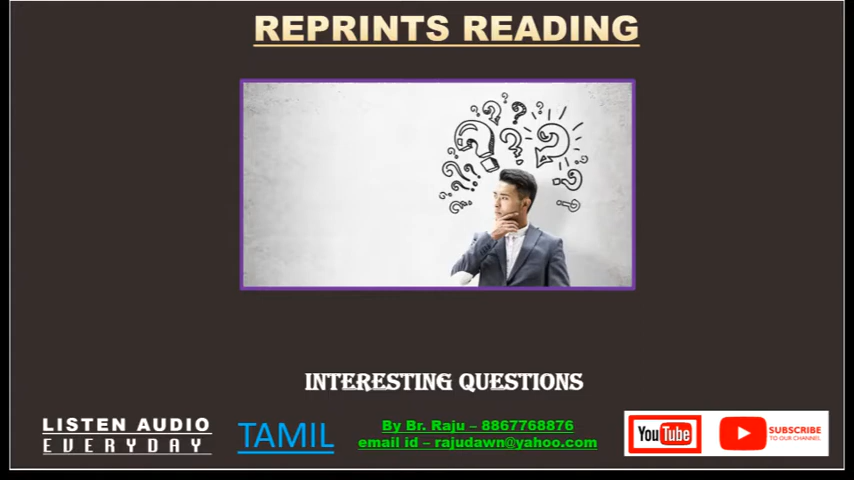 REPRINTS READING
INTERESTING QUESTIONS
LISTEN AUDIO
EVERYDAY
TAMIL
By Br. Raju – 8867768876
email id – rajudawn@yahoo.com
YouTube
SUBSCRIBE
TO OUR CHANNEL